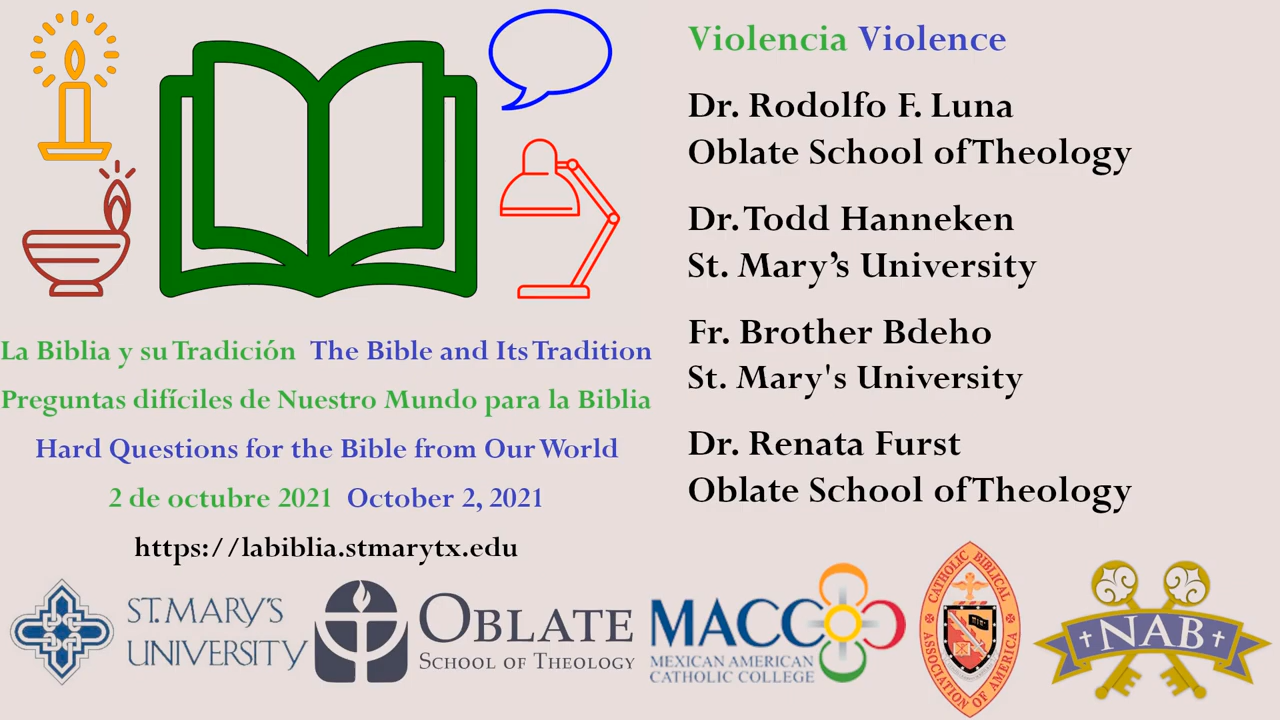 Violencia Violence
Dr. Rodolfo F. Luna
Oblate School of Theology
Dr. Todd Hanneken
St. Mary’s University
Fr. Brother Bdeho
St. Mary's University
Dr. Renata Furst
Oblate School of Theology
La Biblia y su Tradición The Bible and Its Tradition
Preguntas difíciles de Nuestro Mundo para la Biblia
Hard Questions for the Bible from Our World
2 de octubre 2021 October 2, 2021
https://labiblia.stmarytx.edu
ST. MARY'S
UNIVERSITY
OBLATE
SCHOOL OF THEOLOGY
MACC
MEXICAN AMERICAN
CATHOLIC COLLEGE
CATHOLIC BIBLICAL
ASSOCIATION OF AMERICA
NAB